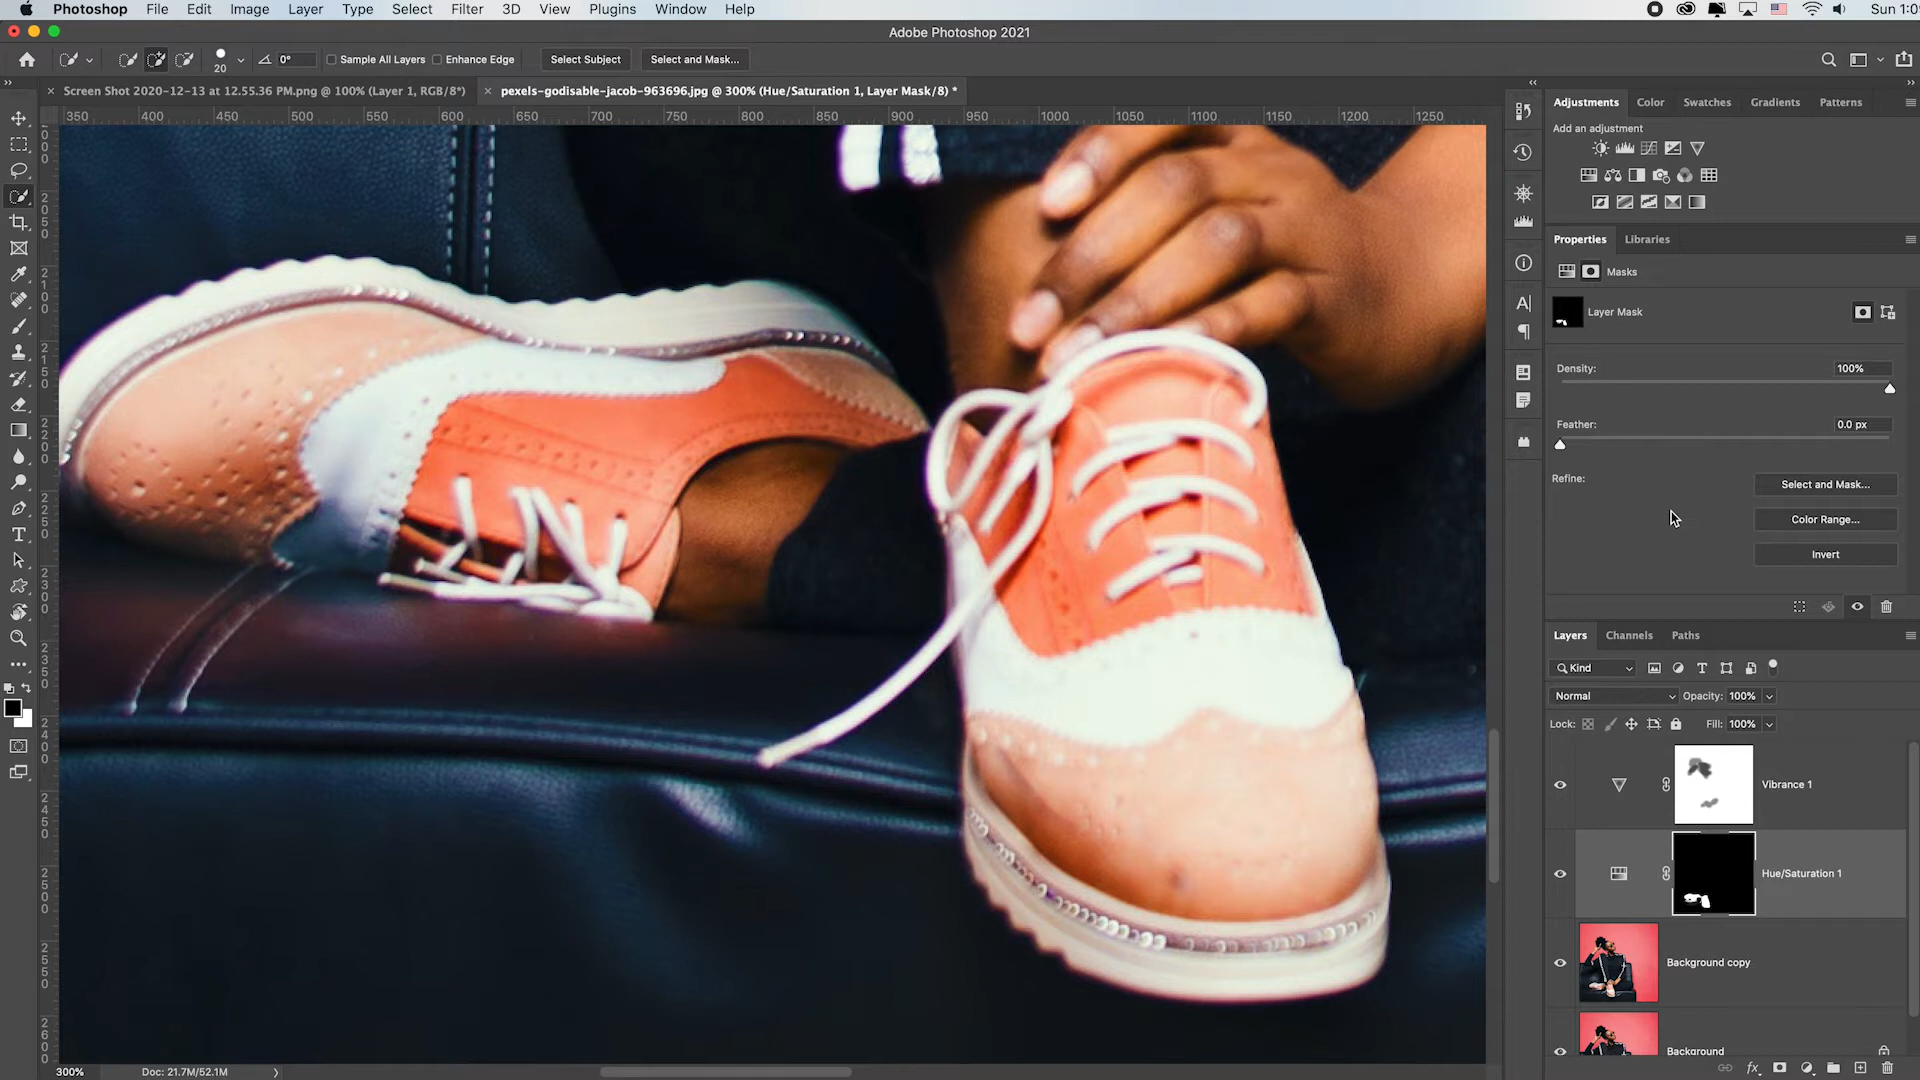 Photoshop File Edit Image Layer Type Select Filter 3D View Plugins Window Help
Adobe Photoshop 2021
20 0° Sample All Layers Enhance Edge Select Subject Select and Mask...
Screen Shot 2020-12-13 at 12.55.36 PM.png @ 100% (Layer 1, RGB/8*)
pexels-godisable-jacob-963696.jpg @ 300% (Hue/Saturation 1, Layer Mask/8) *
350 400 450 500 550 600 650 700 750 800 850 900 950 1000 1050 1100 1150 1200 1250
Adjustments Color Swatches Gradients Patterns
Add an adjustment
Properties Libraries
Masks
Layer Mask
Density: 100%
Feather: 0.0 px
Refine: Select and Mask...
Color Range...
Invert
Layers Channels Paths
Kind
Normal Opacity: 100%
Lock: Fill: 100%
Vibrance 1
Hue/Saturation 1
Background copy
Background
300% Doc: 21.7M/52.1M